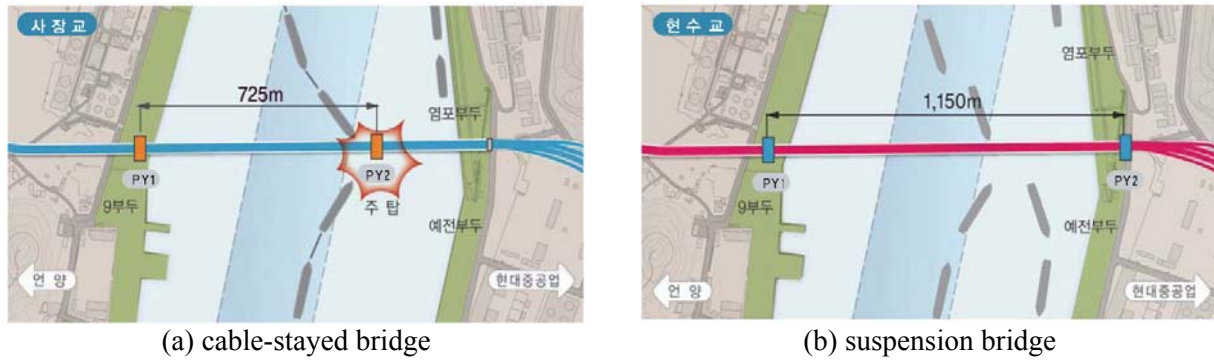 사장교
725m
염포부두
PY1
PY2
주 탑
9부두
예전부두
언 양
현대중공업
(a) cable-stayed bridge
현수교
염포부두
1,150m
PY1
PY2
9부두
예전부두
언 양
현대중공업
(b) suspension bridge